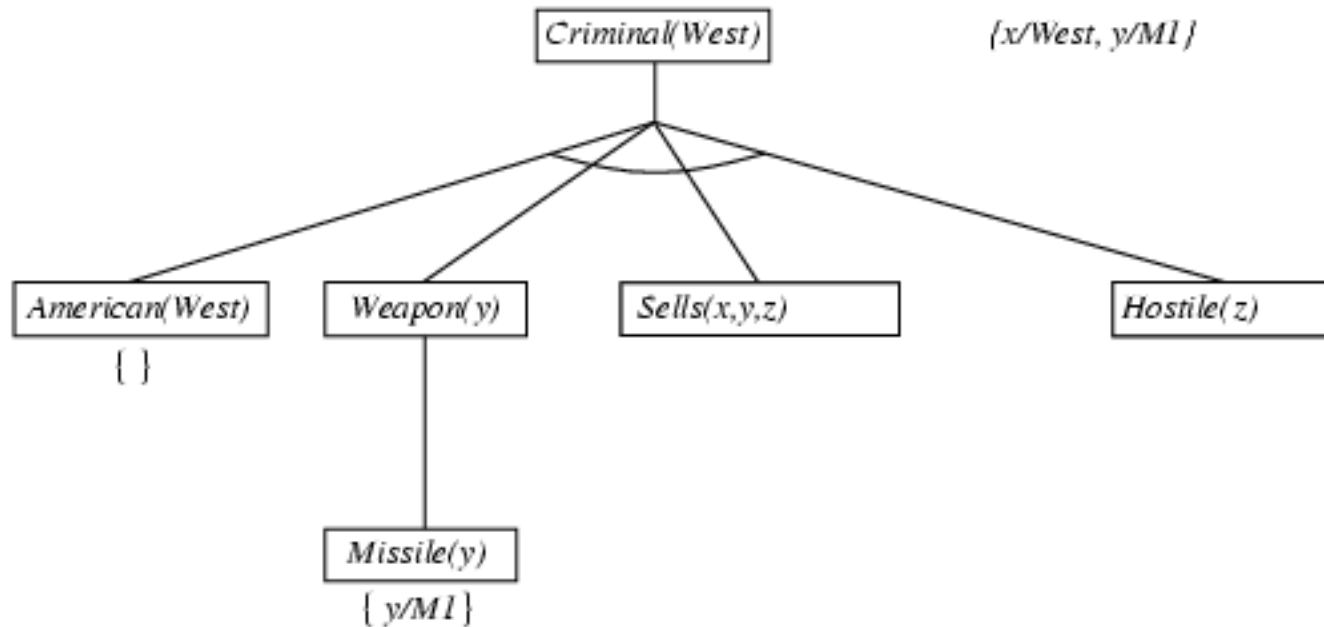 Criminal(West)
{x/West, y/M1}
American(West)
Weapon(y)
Sells(x,y,z)
Hostile(z)
{ }
Missile(y)
{ y/M1 }